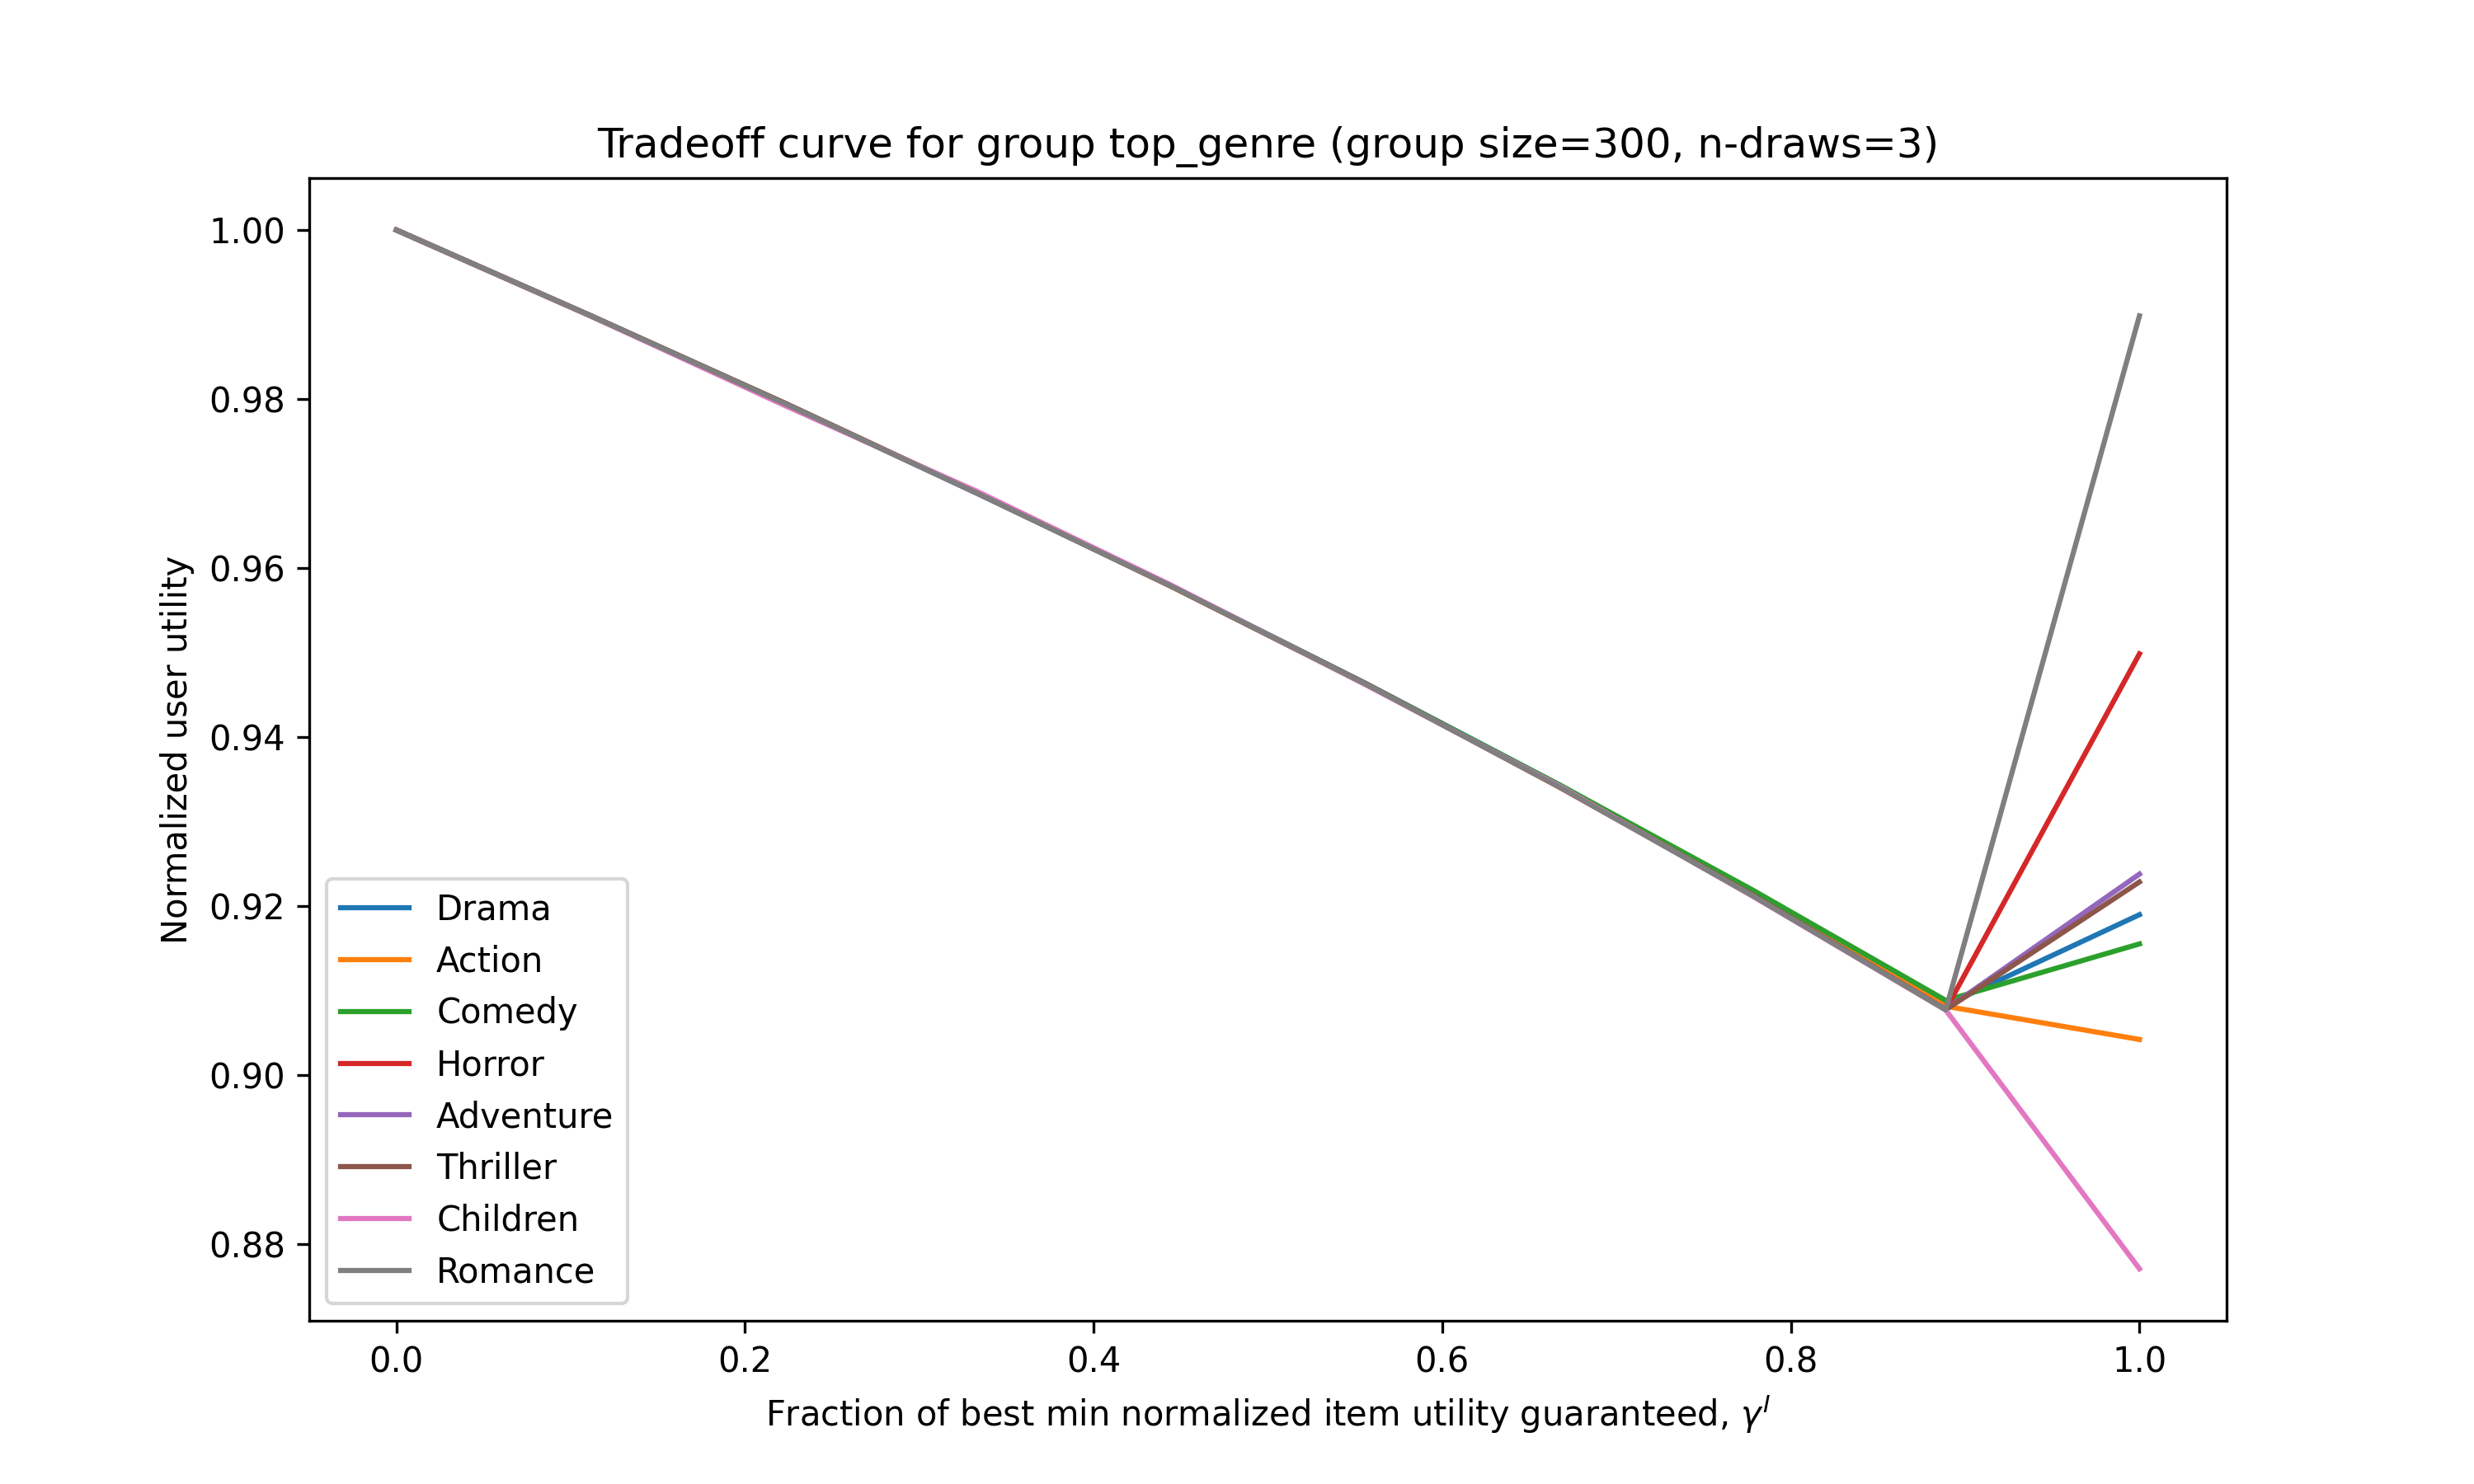 Tradeoff curve for group top_genre (group size=300, n-draws=3)
Normalized user utility
1.00
0.98
0.96
0.94
0.92
0.90
0.88
Drama
Action
Comedy
Horror
Adventure
Thriller
Children
Romance
0.0 0.2 0.4 0.6 0.8 1.0
Fraction of best min normalized item utility guaranteed, γ^I